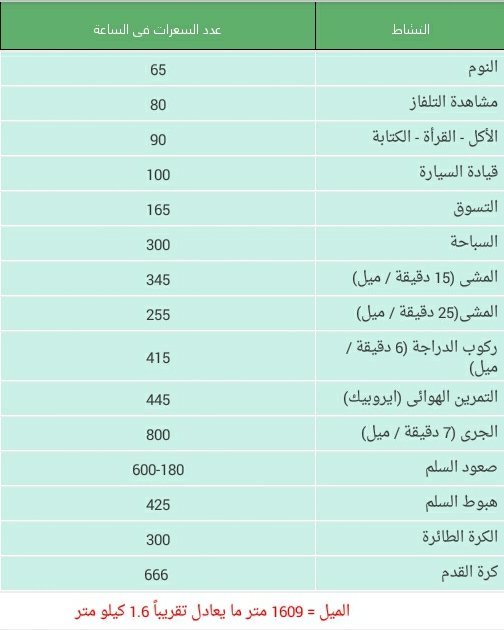 النشاط عدد السعرات فى الساعة
النوم 65
مشاهدة التلفاز 80
الأكل - القرأة - الكتابة 90
قيادة السيارة 100
التسوق 165
السباحة 300
المشى (15 دقيقة / ميل) 345
المشى(25 دقيقة / ميل) 255
ركوب الدراجة (6 دقيقة /
ميل) 415
التمرين الهوائى (ايروبيك) 445
الجرى (7 دقيقة / ميل) 800
صعود السلم 600-180
هبوط السلم 425
الكرة الطائرة 300
كرة القدم 666
الميل = 1609 متر ما يعادل تقريباً 1.6 كيلو متر